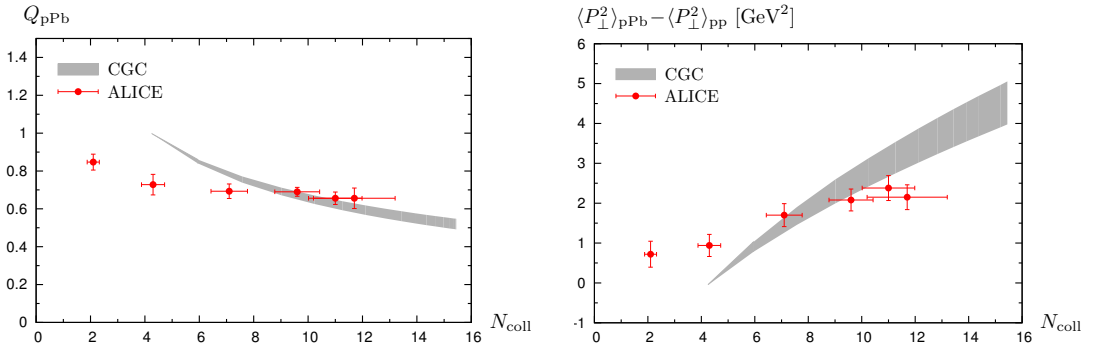 Q_pPb
1.4
1.2
1
0.8
0.6
0.4
0.2
0
CGC
ALICE
0 2 4 6 8 10 12 14 16
N_coll
⟨P⊥²⟩_pPb − ⟨P⊥²⟩_pp [GeV²]
6
5
4
3
2
1
0
-1
CGC
ALICE
0 2 4 6 8 10 12 14 16
N_coll